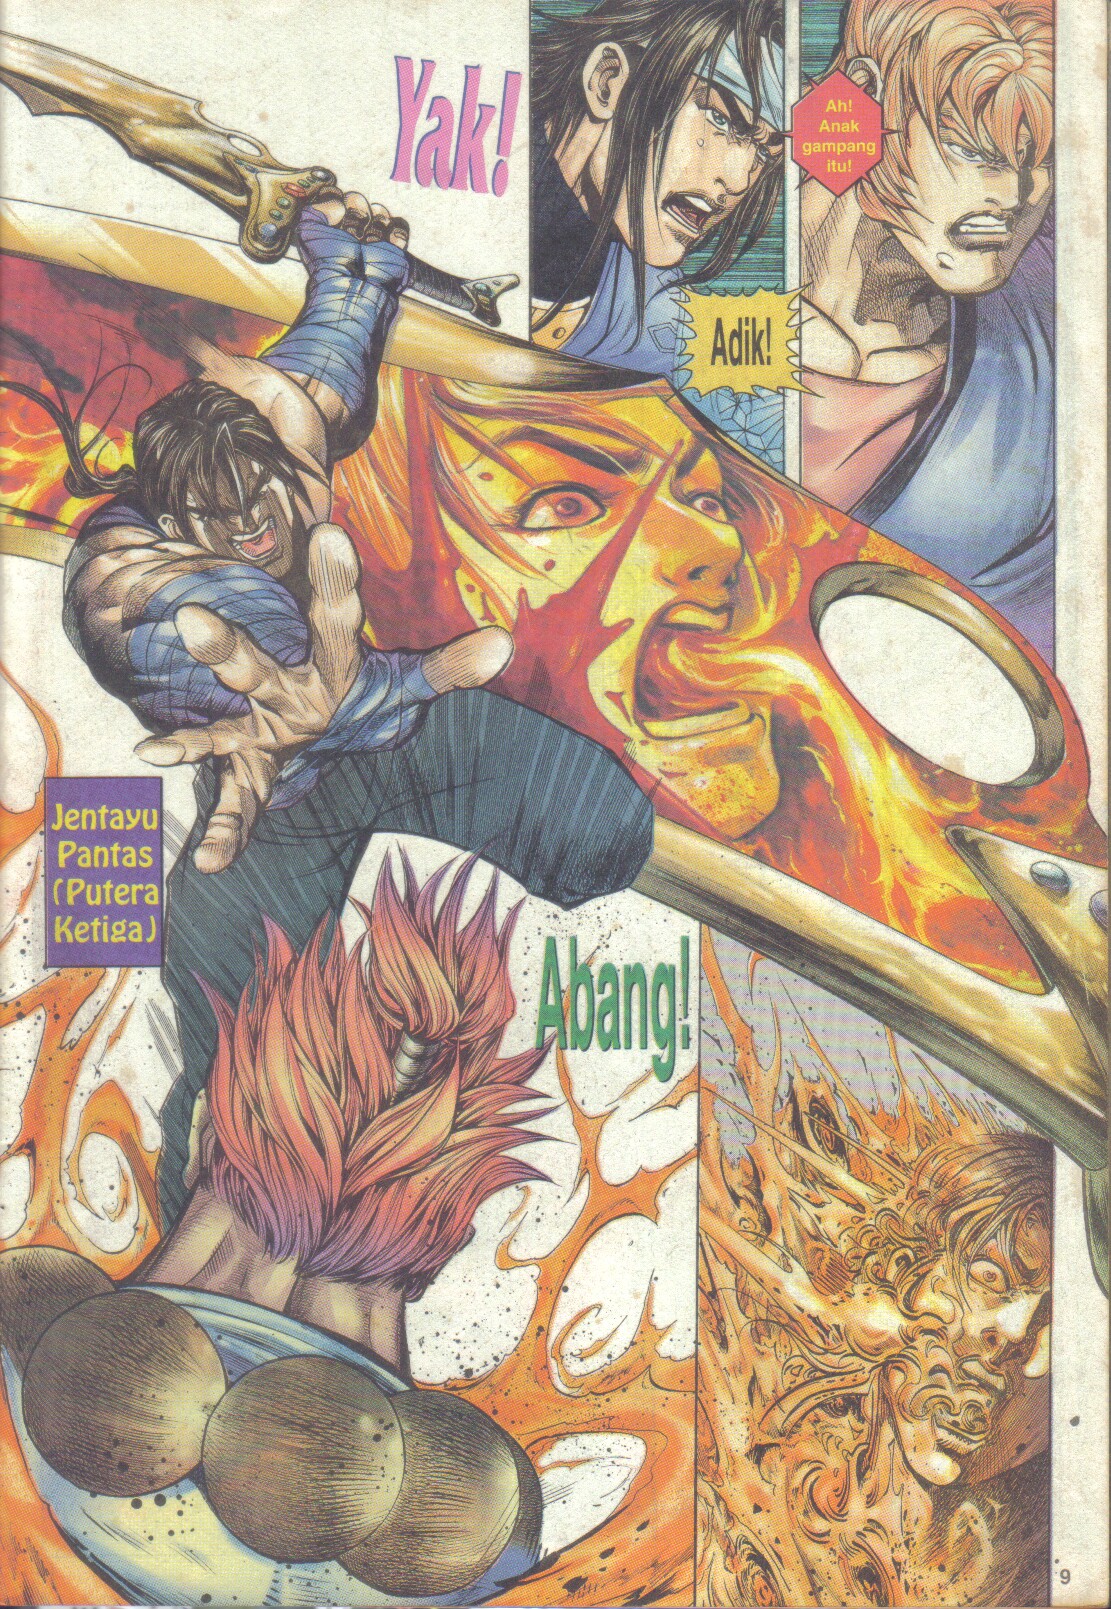 Yak!
Ah!
Anak
gampang
itu!
Adik!
Jentayu
Pantas
(Putera
Ketiga)
Abang!
9